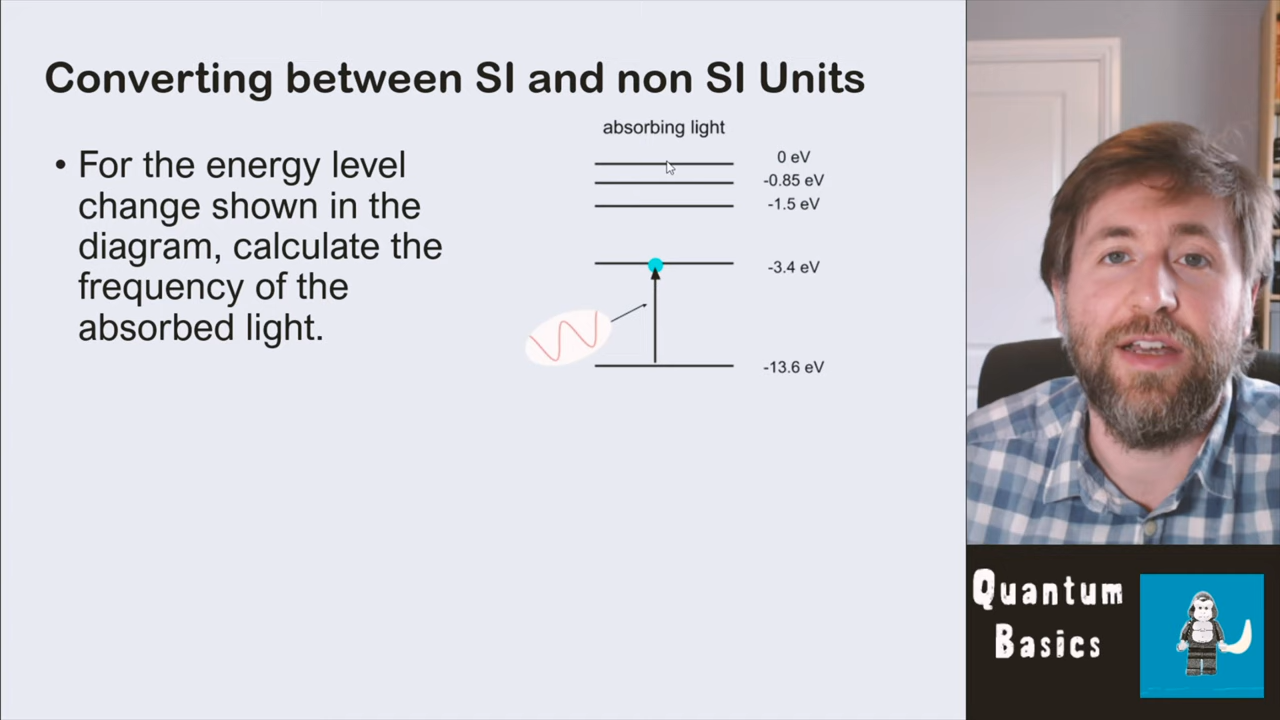 Converting between SI and non SI Units
• For the energy level
change shown in the
diagram, calculate the
frequency of the
absorbed light.
absorbing light
0 eV
-0.85 eV
-1.5 eV
-3.4 eV
-13.6 eV
Quantum
Basics